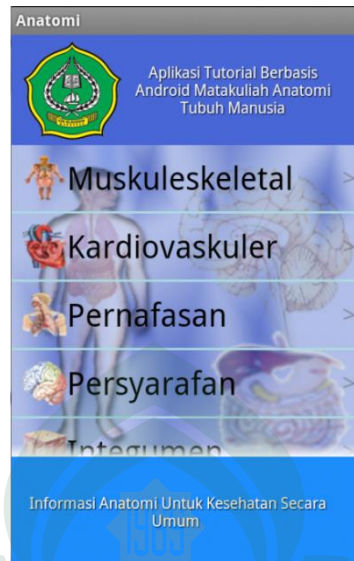 Anatomi
Aplikasi Tutorial Berbasis
Android Matakuliah Anatomi
Tubuh Manusia
Muskuleskeletal
Kardiovaskuler
Pernafasan
Persyarafan
Integumen
Informasi Anatomi Untuk Kesehatan Secara
Umum